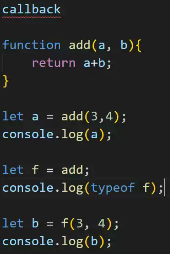 callback
function add(a, b){
    return a+b;
}
let a = add(3,4);
console.log(a);
let f = add;
console.log(typeof f);
let b = f(3, 4);
console.log(b);